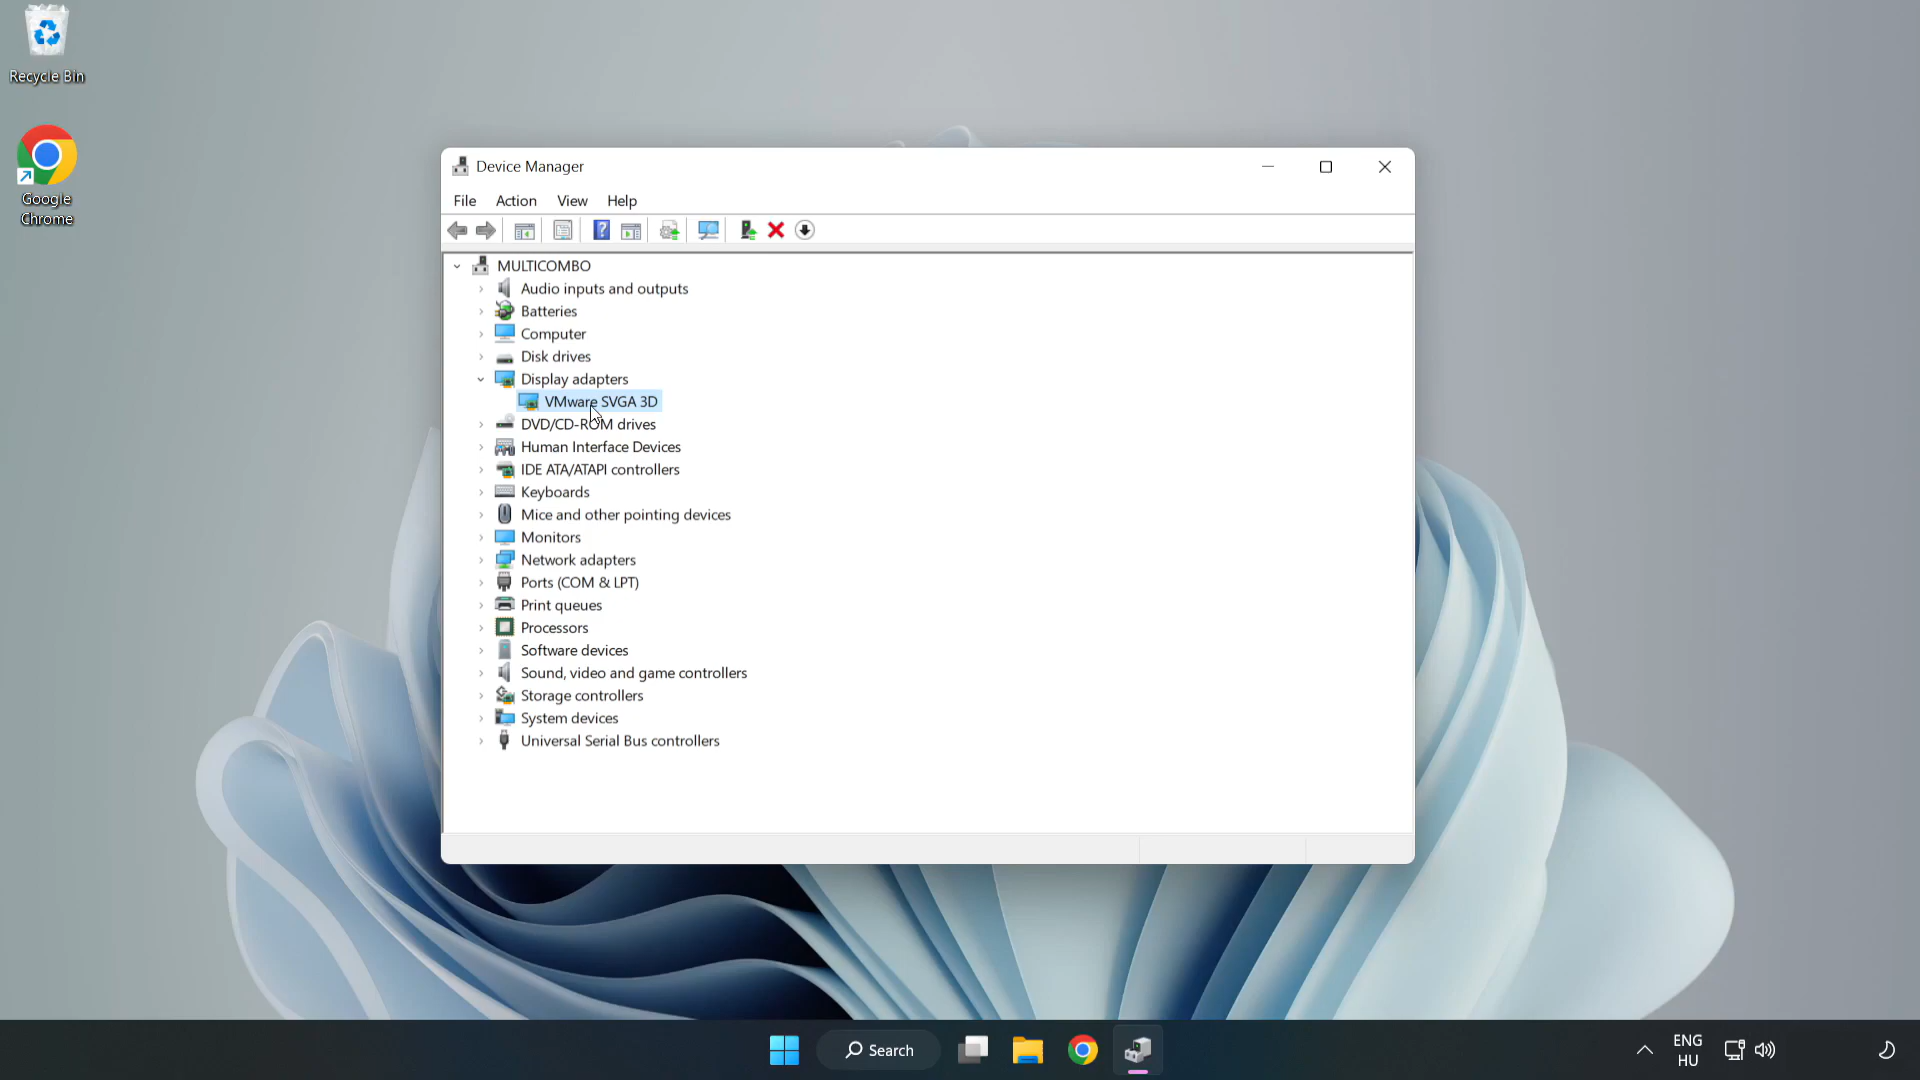 Recycle Bin
Google
Chrome
Device Manager
File Action View Help
MULTICOMBO
Audio inputs and outputs
Batteries
Computer
Disk drives
Display adapters
VMware SVGA 3D
DVD/CD-ROM drives
Human Interface Devices
IDE ATA/ATAPI controllers
Keyboards
Mice and other pointing devices
Monitors
Network adapters
Ports (COM & LPT)
Print queues
Processors
Software devices
Sound, video and game controllers
Storage controllers
System devices
Universal Serial Bus controllers
Search
ENG
HU